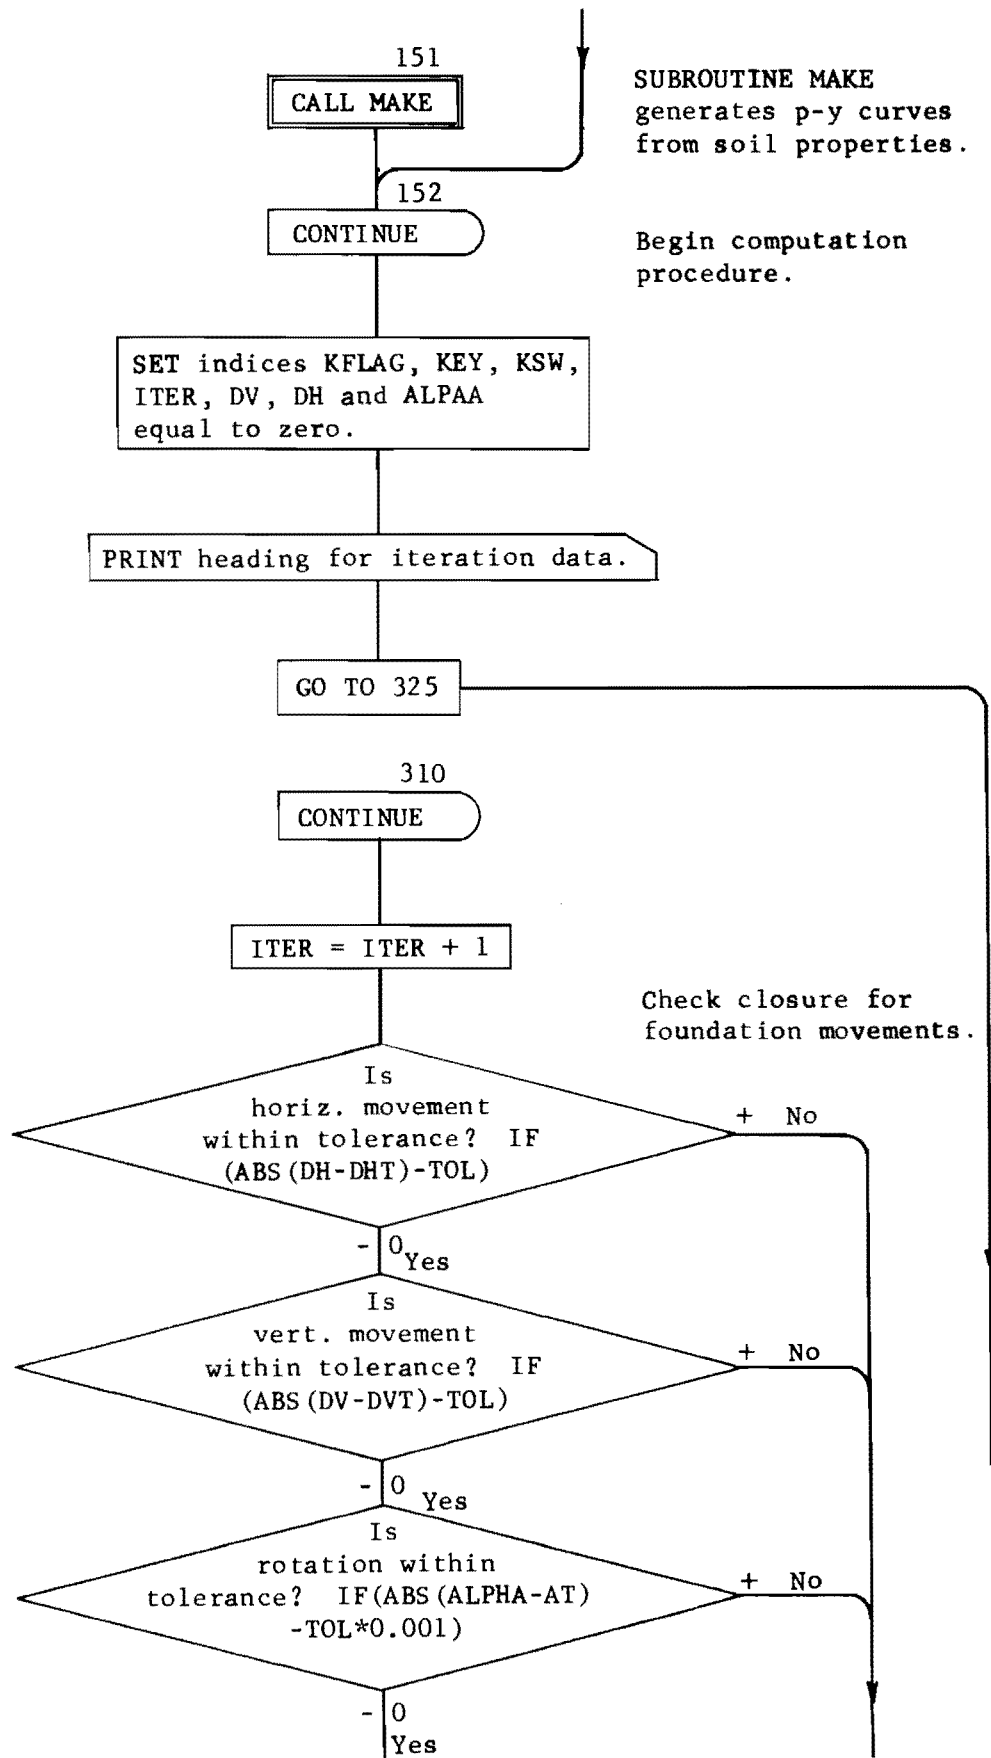 151
CALL MAKE
SUBROUTINE MAKE
generates p-y curves
from soil properties.
152
CONTINUE
Begin computation
procedure.
SET indices KFLAG, KEY, KSW,
ITER, DV, DH and ALPAA
equal to zero.
PRINT heading for iteration data.
GO TO 325
310
CONTINUE
ITER = ITER + 1
Check closure for
foundation movements.
Is
horiz. movement
within tolerance? IF
(ABS(DH-DHT)-TOL)
+ No
- 0 Yes
Is
vert. movement
within tolerance? IF
(ABS(DV-DVT)-TOL)
+ No
- 0 Yes
Is
rotation within
tolerance? IF(ABS(ALPHA-AT)
-TOL*0.001)
+ No
- 0
Yes